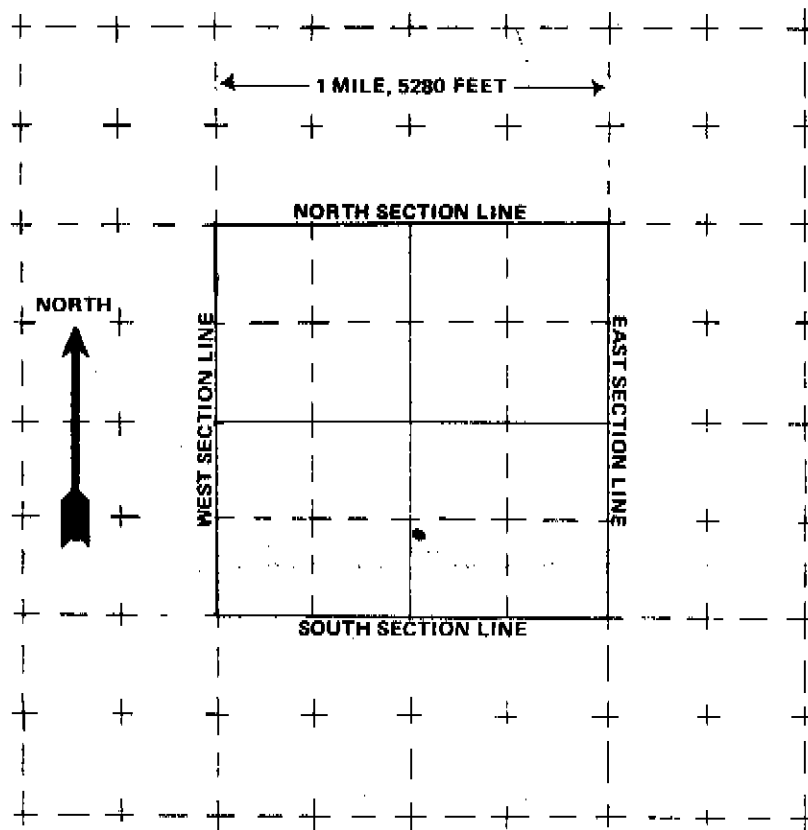 1 MILE, 5280 FEET
NORTH SECTION LINE
NORTH
WEST SECTION LINE
EAST SECTION LINE
SOUTH SECTION LINE